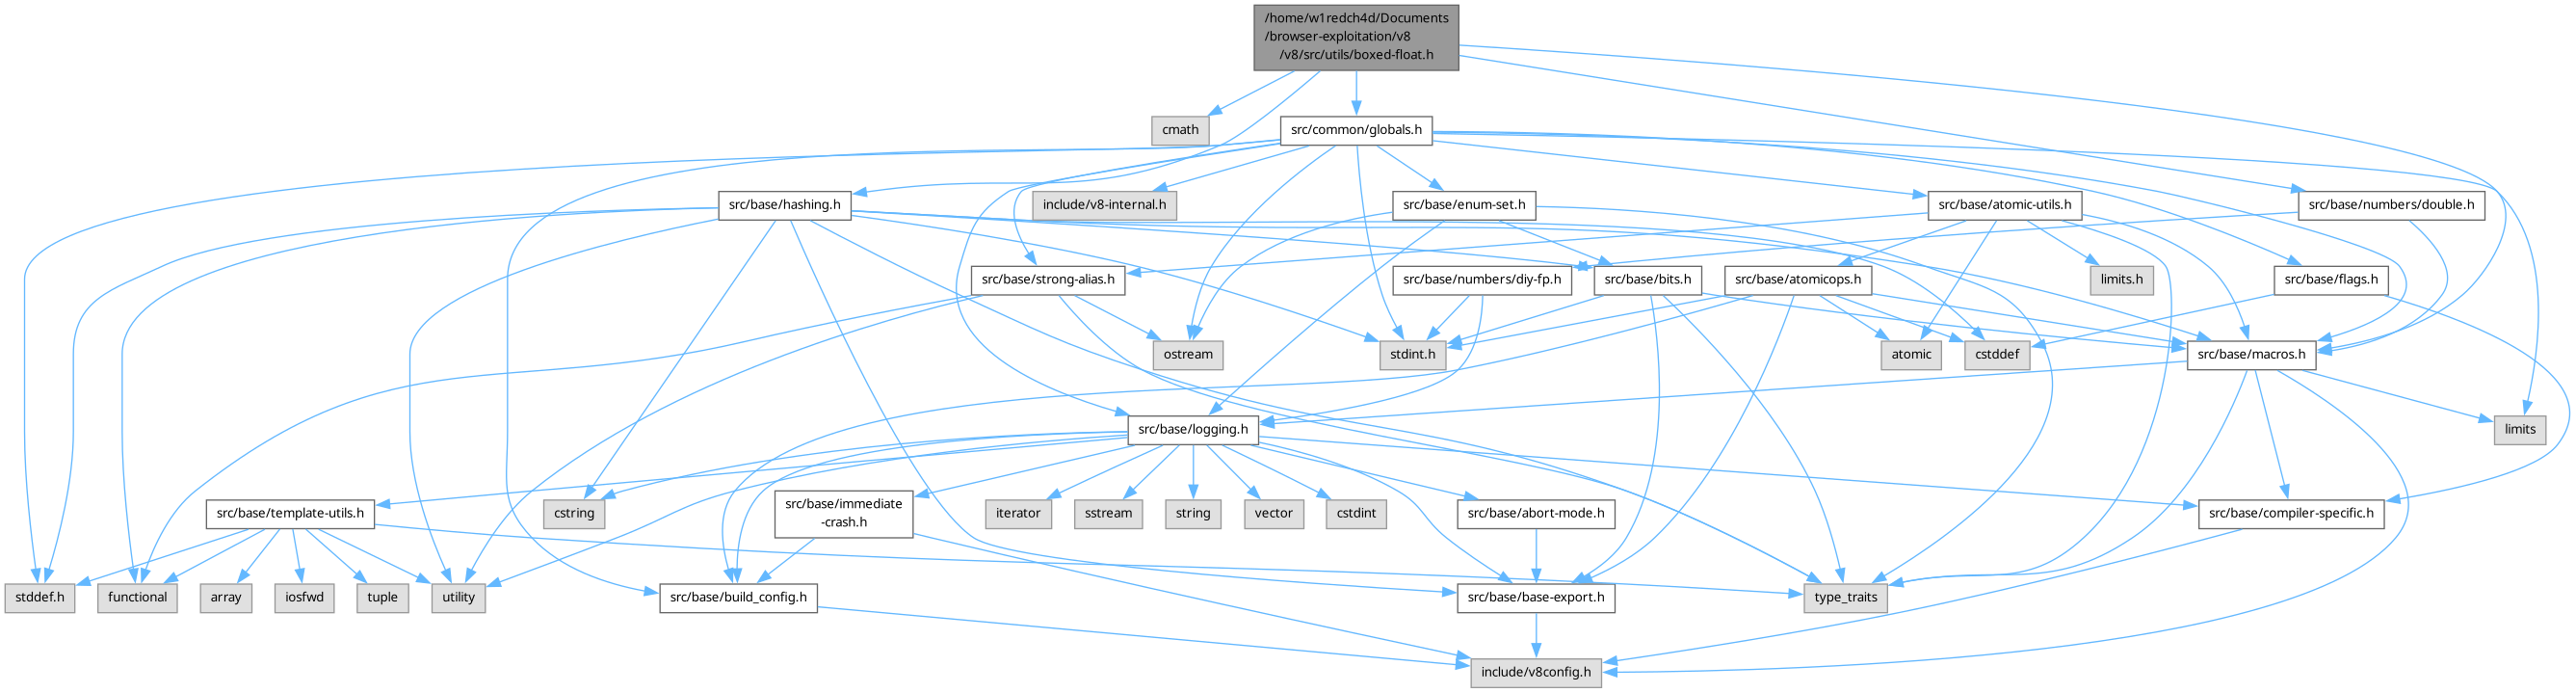 /home/w1redch4d/Documents
/browser-exploitation/v8
/v8/src/utils/boxed-float.h
cmath
src/common/globals.h
src/base/hashing.h
include/v8-internal.h
src/base/enum-set.h
src/base/atomic-utils.h
src/base/numbers/double.h
src/base/strong-alias.h
src/base/numbers/diy-fp.h
src/base/bits.h
src/base/atomicops.h
limits.h
src/base/flags.h
ostream
stdint.h
atomic
cstddef
src/base/macros.h
src/base/logging.h
limits
src/base/template-utils.h
cstring
src/base/immediate
-crash.h
iterator
sstream
string
vector
cstdint
src/base/abort-mode.h
src/base/compiler-specific.h
stddef.h
functional
array
iosfwd
tuple
utility
src/base/build_config.h
src/base/base-export.h
type_traits
include/v8config.h